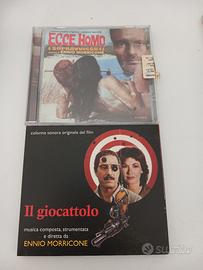 ECCE HOMO
I SOPRAVVISSUTI
ENNIO MORRICONE
colonna sonora originale del film
Il giocattolo
musica composta, strumentata
e diretta da
ENNIO MORRICONE
subito